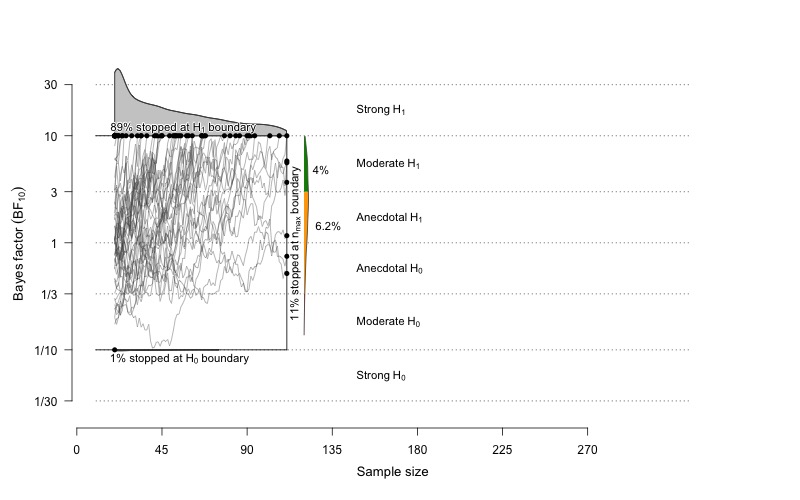 30
Strong H₁
89% stopped at H₁ boundary
10
Moderate H₁
4%
3
Anecdotal H₁
6.2%
1
Anecdotal H₀
1/3
Moderate H₀
11% stopped at nmax boundary
1/10
1% stopped at H₀ boundary
Strong H₀
1/30
Bayes factor (BF₁₀)
0 45 90 135 180 225 270
Sample size